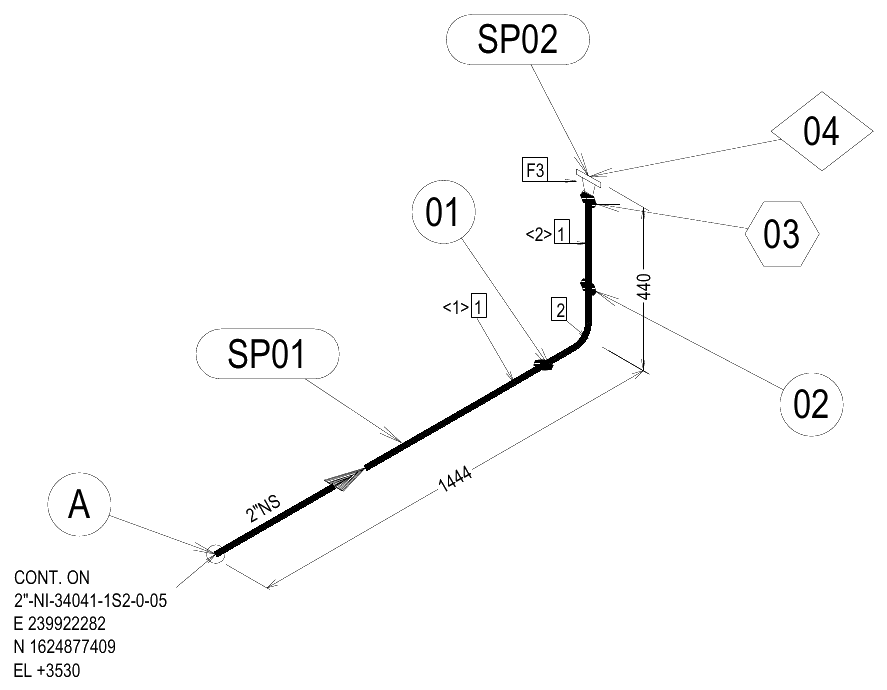 SP02
04
F3
01
<2> 1
03
440
<1> 1
2
SP01
02
1444
2"NS
A
CONT. ON
2"-NI-34041-1S2-0-05
E 239922282
N 1624877409
EL +3530